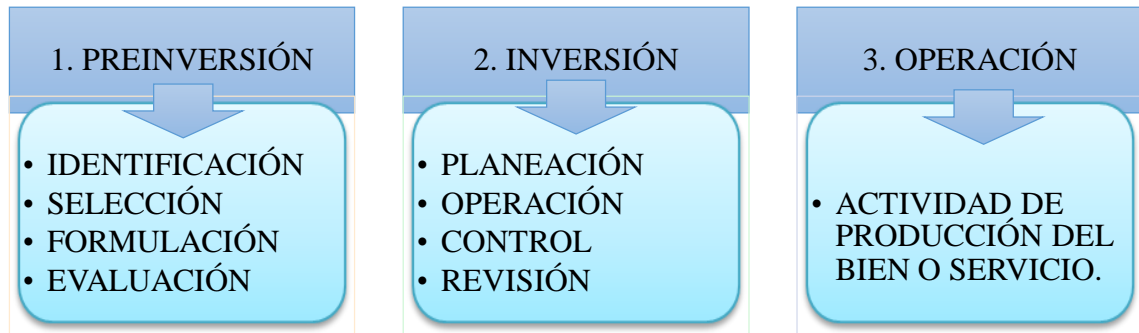 1. PREINVERSIÓN
• IDENTIFICACIÓN
• SELECCIÓN
• FORMULACIÓN
• EVALUACIÓN
2. INVERSIÓN
• PLANEACIÓN
• OPERACIÓN
• CONTROL
• REVISIÓN
3. OPERACIÓN
• ACTIVIDAD DE
PRODUCCIÓN DEL
BIEN O SERVICIO.